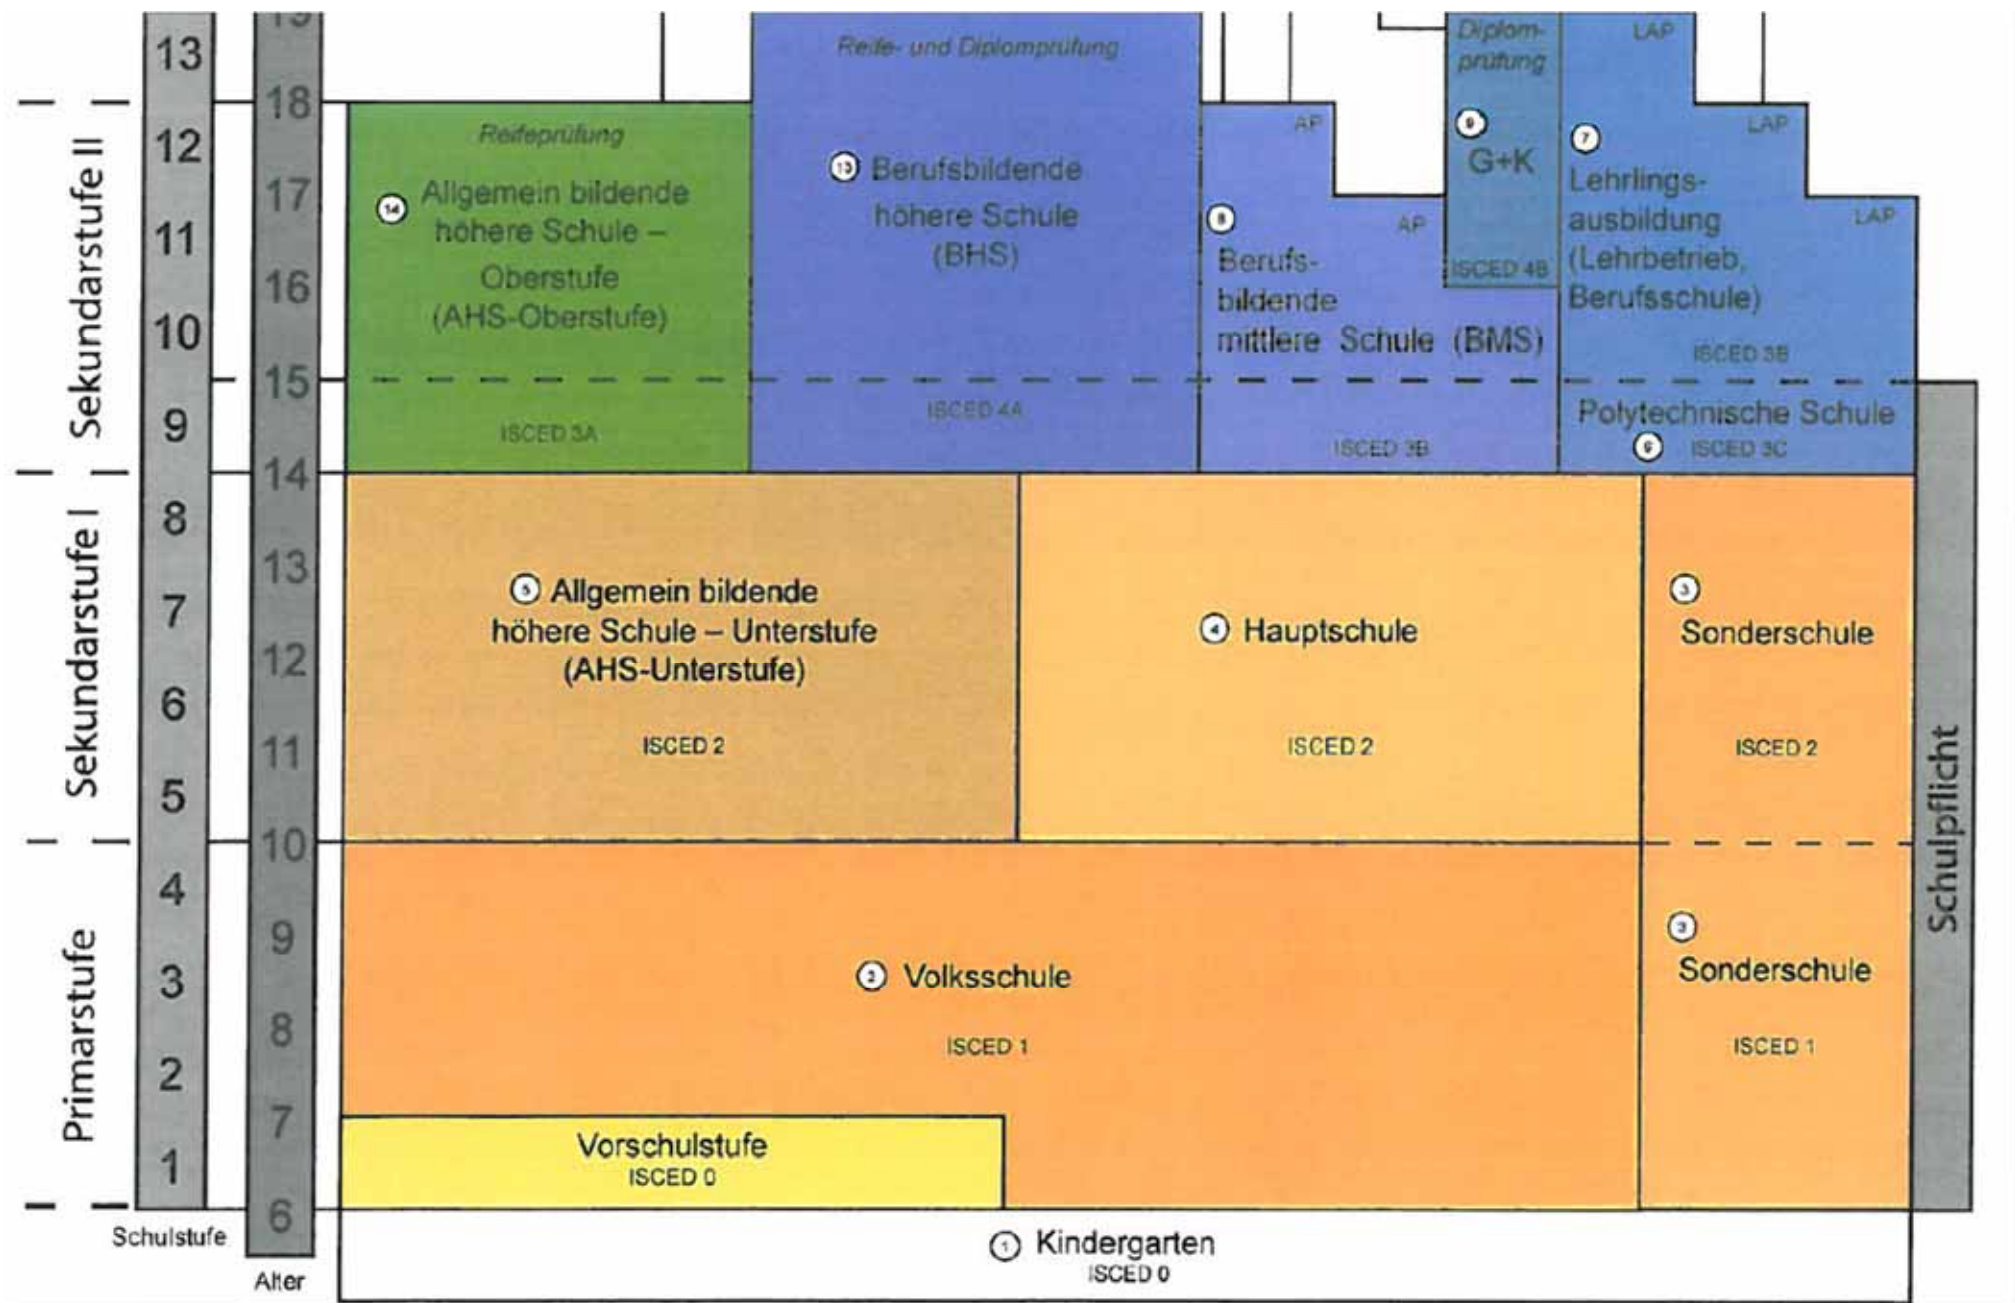 Sekundarstufe II
Sekundarstufe I
Primarstufe
13
12
11
10
9
8
7
6
5
4
3
2
1
Schulstufe
19
18
17
16
15
14
13
12
11
10
9
8
7
6
Alter
Reifeprüfung
14 Allgemein bildende
höhere Schule –
Oberstufe
(AHS-Oberstufe)
ISCED 3A
Reife- und Diplomprüfung
13 Berufsbildende
höhere Schule
(BHS)
ISCED 4A
AP
AP
8
Berufs-
bildende
mittlere Schule (BMS)
ISCED 3B
Diplom-
prüfung
9
G+K
ISCED 4B
LAP
LAP
LAP
7
Lehrlings-
ausbildung
(Lehrbetrieb,
Berufsschule)
ISCED 3B
Polytechnische Schule
6 ISCED 3C
5 Allgemein bildende
höhere Schule – Unterstufe
(AHS-Unterstufe)
ISCED 2
4 Hauptschule
ISCED 2
3
Sonderschule
ISCED 2
2 Volksschule
ISCED 1
3
Sonderschule
ISCED 1
Vorschulstufe
ISCED 0
1 Kindergarten
ISCED 0
Schulpflicht